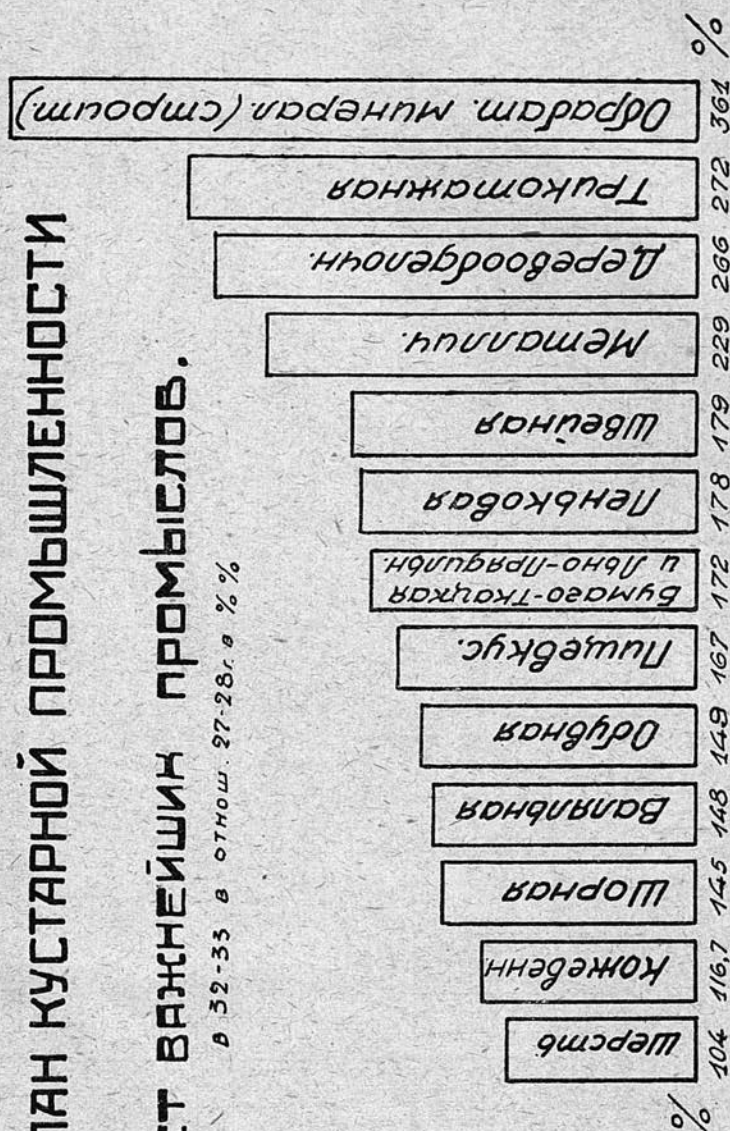 КУСТАРНОЙ ПРОМЫШЛЕННОСТИ
ВАЖНЕЙШИХ ПРОМЫСЛОВ.
В 32-33 В ОТНОШ. 27-28г. в %%
%
Шерсть
104
Кожевенн
116,7
Шорная
145
Валяльная
148
Обувная
149
Пищевкус.
167
Бумаго-Ткацкая
и Льно-Прядильн.
172
Пеньковая
178
Швейная
179
Металлич.
229
Деревообделочн.
266
Трикотажная
272
Обработ. минерал. (строит.)
361
%